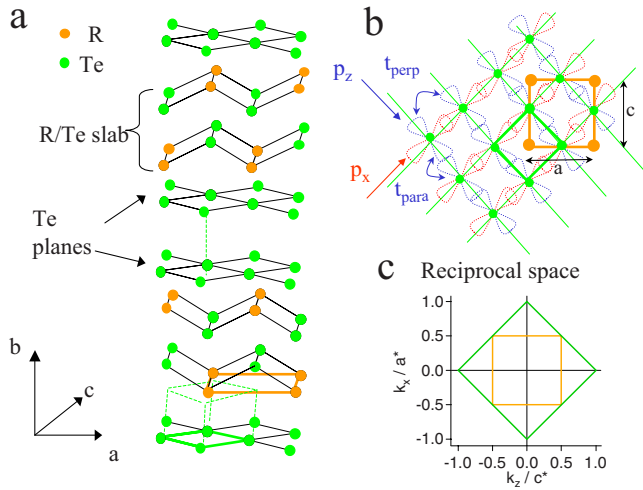 a
R
Te
R/Te slab
Te
planes
b
c
a
b
p_z
t_perp
p_x
t_para
c
a
c Reciprocal space
k_x / a*
1.0
0.5
0.0
-0.5
-1.0
-1.0 -0.5 0.0 0.5 1.0
k_z / c*